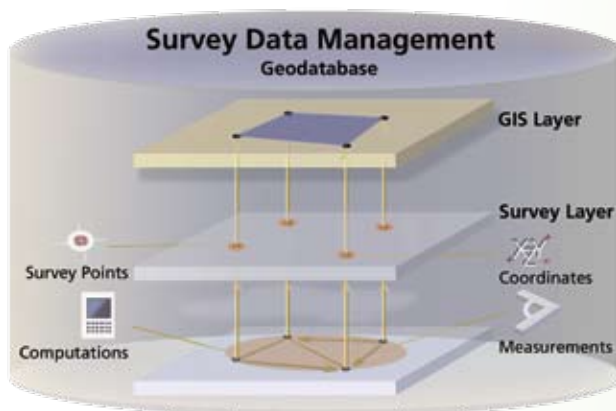 Survey Data Management
Geodatabase
GIS Layer
Survey Layer
Survey Points
Coordinates
Computations
Measurements